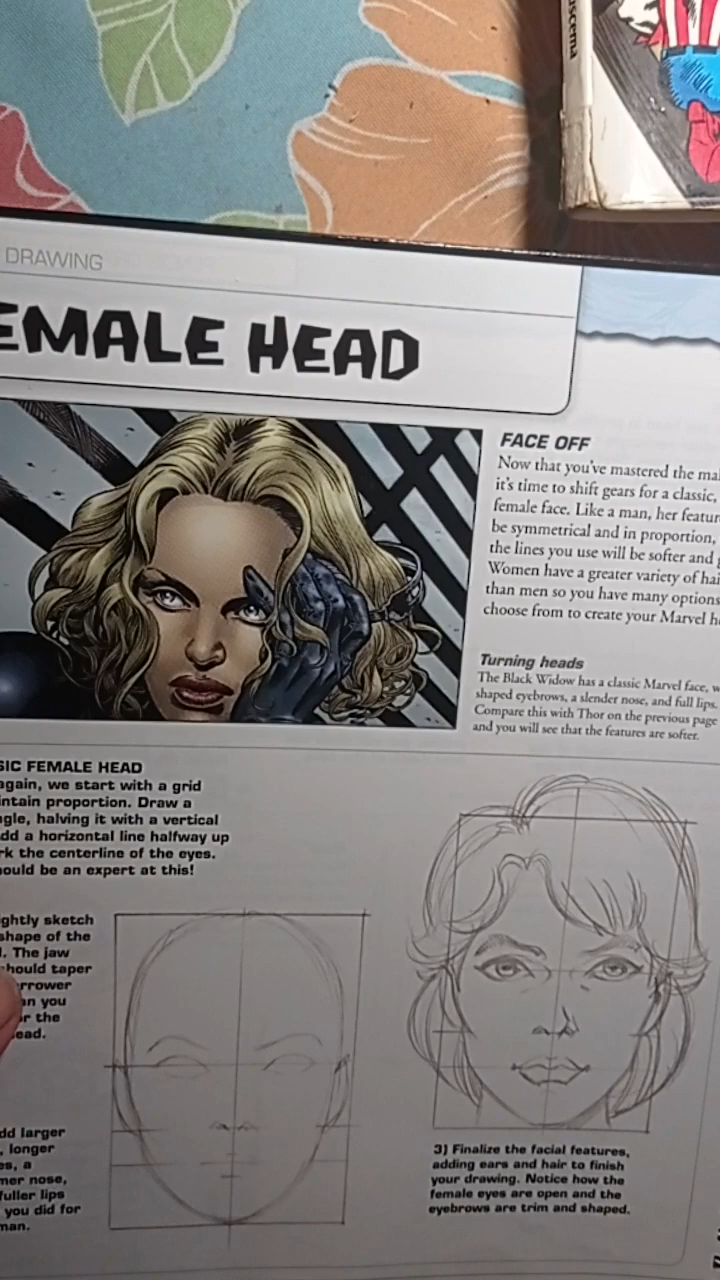 uscema
DRAWING
EMALE HEAD
FACE OFF
Now that you've mastered the mal
it's time to shift gears for a classic,
female face. Like a man, her featur
be symmetrical and in proportion,
the lines you use will be softer and g
Women have a greater variety of hai
than men so you have many options
choose from to create your Marvel h
Turning heads
The Black Widow has a classic Marvel face, w
shaped eyebrows, a slender nose, and full lips.
Compare this with Thor on the previous page
and you will see that the features are softer.
SIC FEMALE HEAD
again, we start with a grid
intain proportion. Draw a
ngle, halving it with a vertical
dd a horizontal line halfway up
rk the centerline of the eyes.
ould be an expert at this!
ghtly sketch
shape of the
. The jaw
should taper
rrower
an you
or the
ead.
dd larger
, longer
es, a
mer nose,
fuller lips
you did for
man.
3) Finalize the facial features,
adding ears and hair to finish
your drawing. Notice how the
female eyes are open and the
eyebrows are trim and shaped.